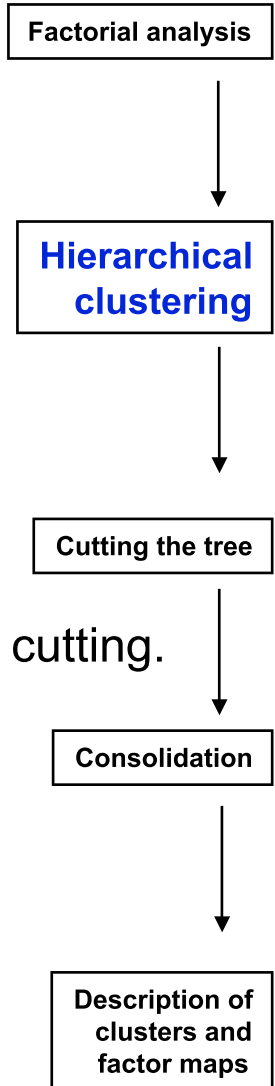 Factorial analysis
Hierarchical
clustering
Cutting the tree
cutting.
Consolidation
Description of
clusters and
factor maps